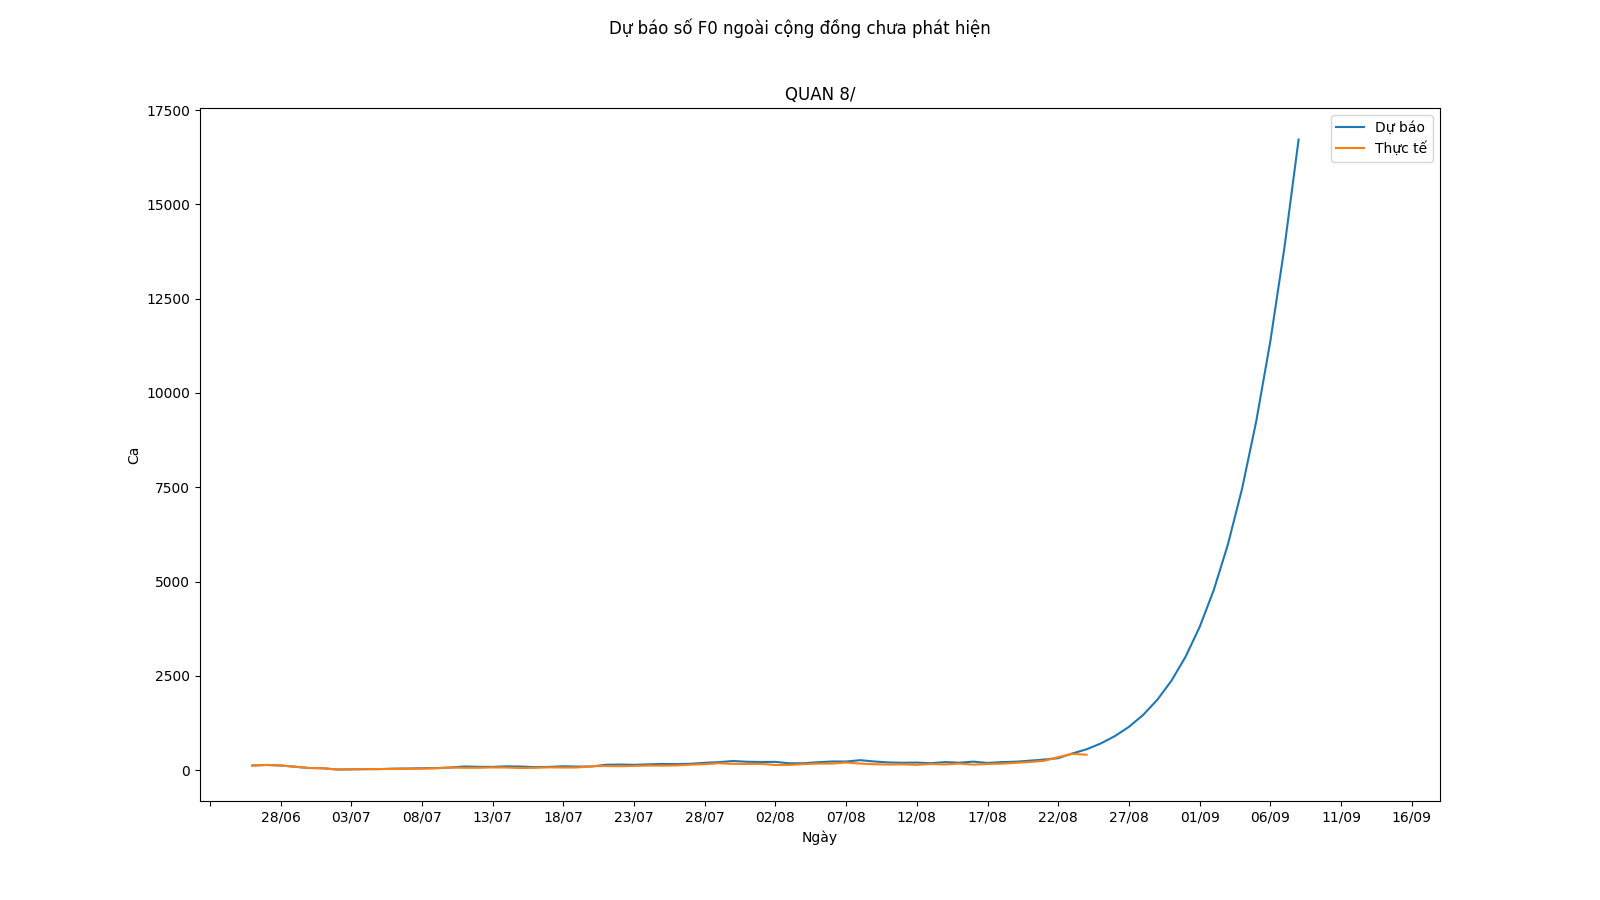 Dự báo số F0 ngoài cộng đồng chưa phát hiện
QUAN 8/
17500
15000
12500
10000
7500
5000
2500
0
Ca
Dự báo
Thực tế
28/06 03/07 08/07 13/07 18/07 23/07 28/07 02/08 07/08 12/08 17/08 22/08 27/08 01/09 06/09 11/09 16/09
Ngày